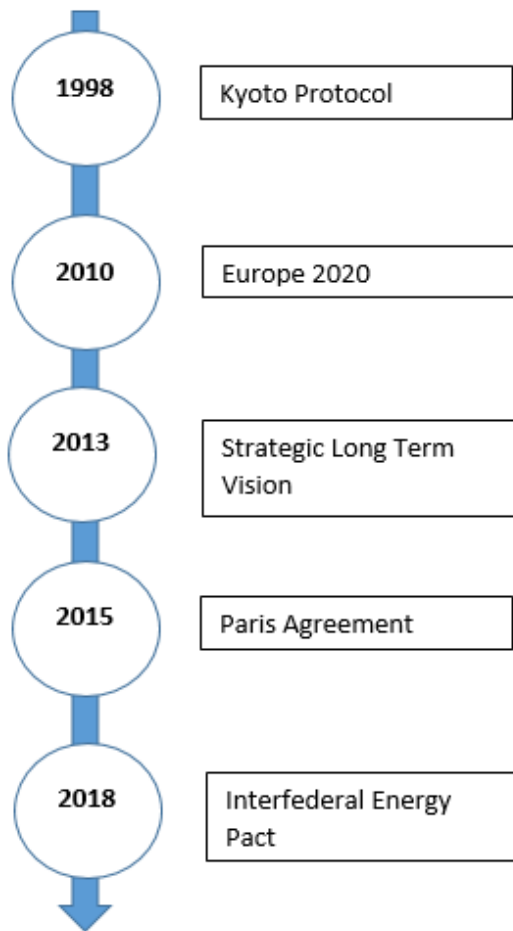 1998
Kyoto Protocol
2010
Europe 2020
2013
Strategic Long Term
Vision
2015
Paris Agreement
2018
Interfederal Energy
Pact